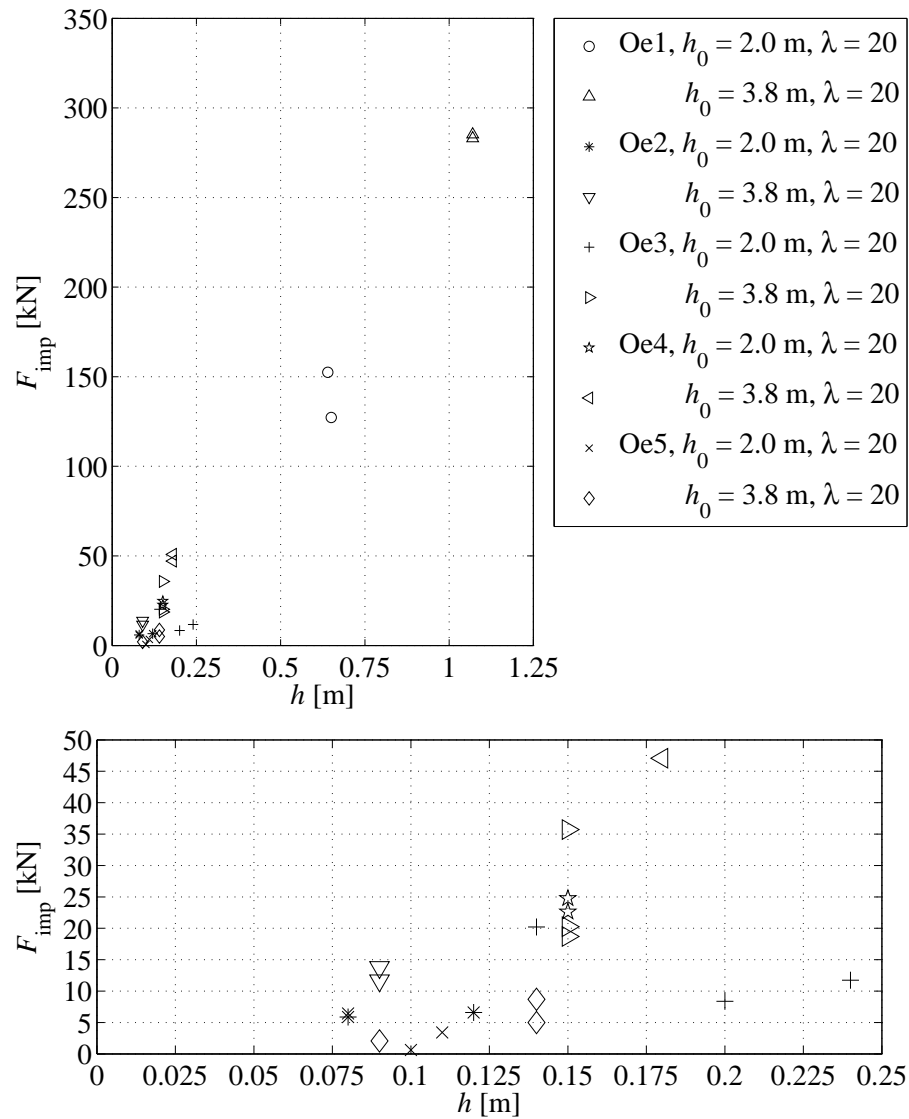 350
300
250
200
150
100
50
0
F_imp [kN]
0 0.25 0.5 0.75 1 1.25
h [m]
Oe1, h_0 = 2.0 m, λ = 20
h_0 = 3.8 m, λ = 20
Oe2, h_0 = 2.0 m, λ = 20
h_0 = 3.8 m, λ = 20
Oe3, h_0 = 2.0 m, λ = 20
h_0 = 3.8 m, λ = 20
Oe4, h_0 = 2.0 m, λ = 20
h_0 = 3.8 m, λ = 20
Oe5, h_0 = 2.0 m, λ = 20
h_0 = 3.8 m, λ = 20
50
45
40
35
30
25
20
15
10
5
0
F_imp [kN]
0 0.025 0.05 0.075 0.1 0.125 0.15 0.175 0.2 0.225 0.25
h [m]